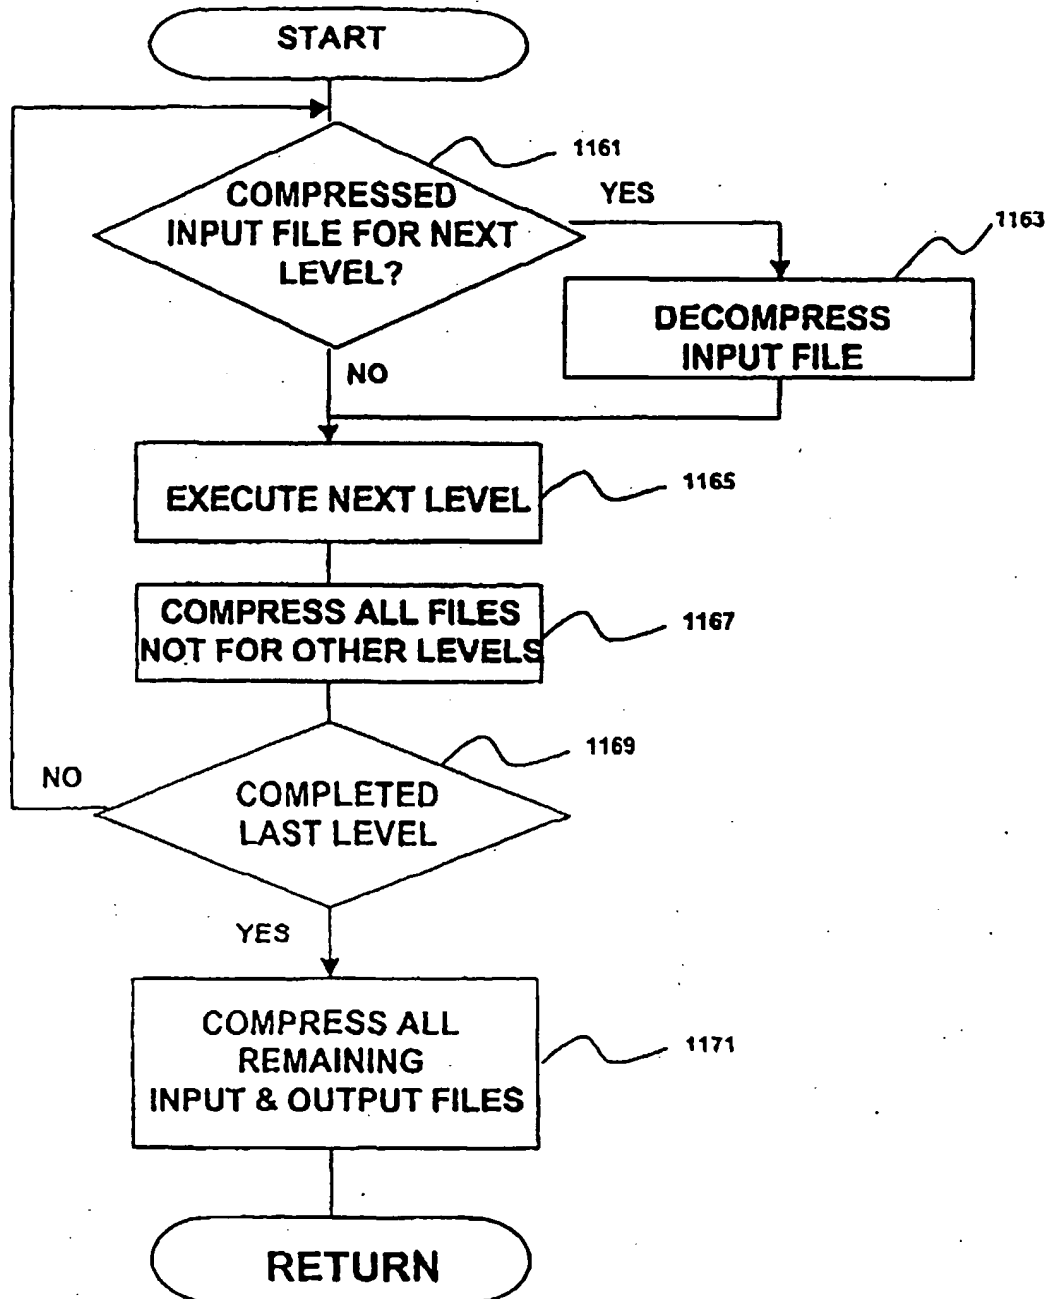 START
1161
COMPRESSED
INPUT FILE FOR NEXT
LEVEL?
YES
1163
DECOMPRESS
INPUT FILE
NO
EXECUTE NEXT LEVEL
1165
COMPRESS ALL FILES
NOT FOR OTHER LEVELS
1167
1169
NO
COMPLETED
LAST LEVEL
YES
COMPRESS ALL
REMAINING
INPUT & OUTPUT FILES
1171
RETURN